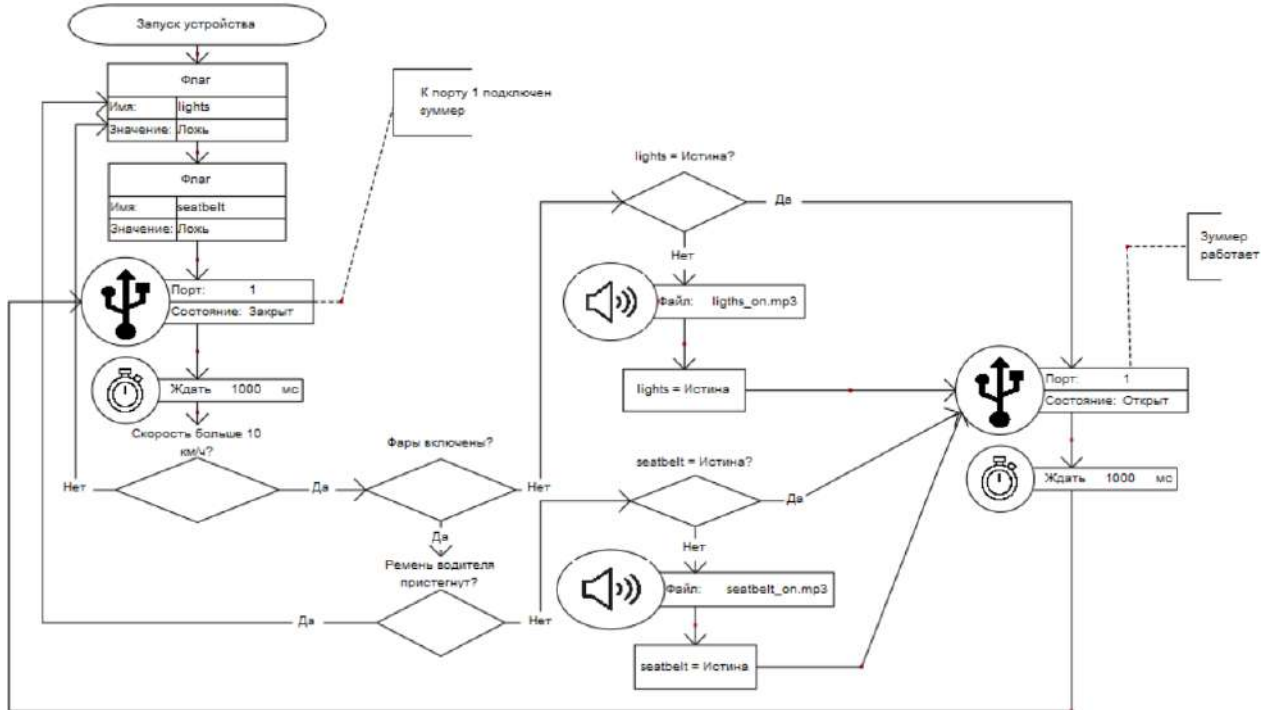 Запуск устройства
Флаг
Имя: lights
Значение: Ложь
Флаг
Имя: seatbelt
Значение: Ложь
Порт: 1
Состояние: Закрыт
К порту 1 подключен
зуммер
Ждать 1000 мс
Скорость больше 10
км/ч?
Нет
Да
Фары включены?
Нет
Да
Ремень водителя
пристегнут?
Да
Нет
lights = Истина?
Да
Нет
Файл: ligths_on.mp3
lights = Истина
seatbelt = Истина?
Да
Нет
Файл: seatbelt_on.mp3
seatbelt = Истина
Зуммер
работает
Порт: 1
Состояние: Открыт
Ждать 1000 мс